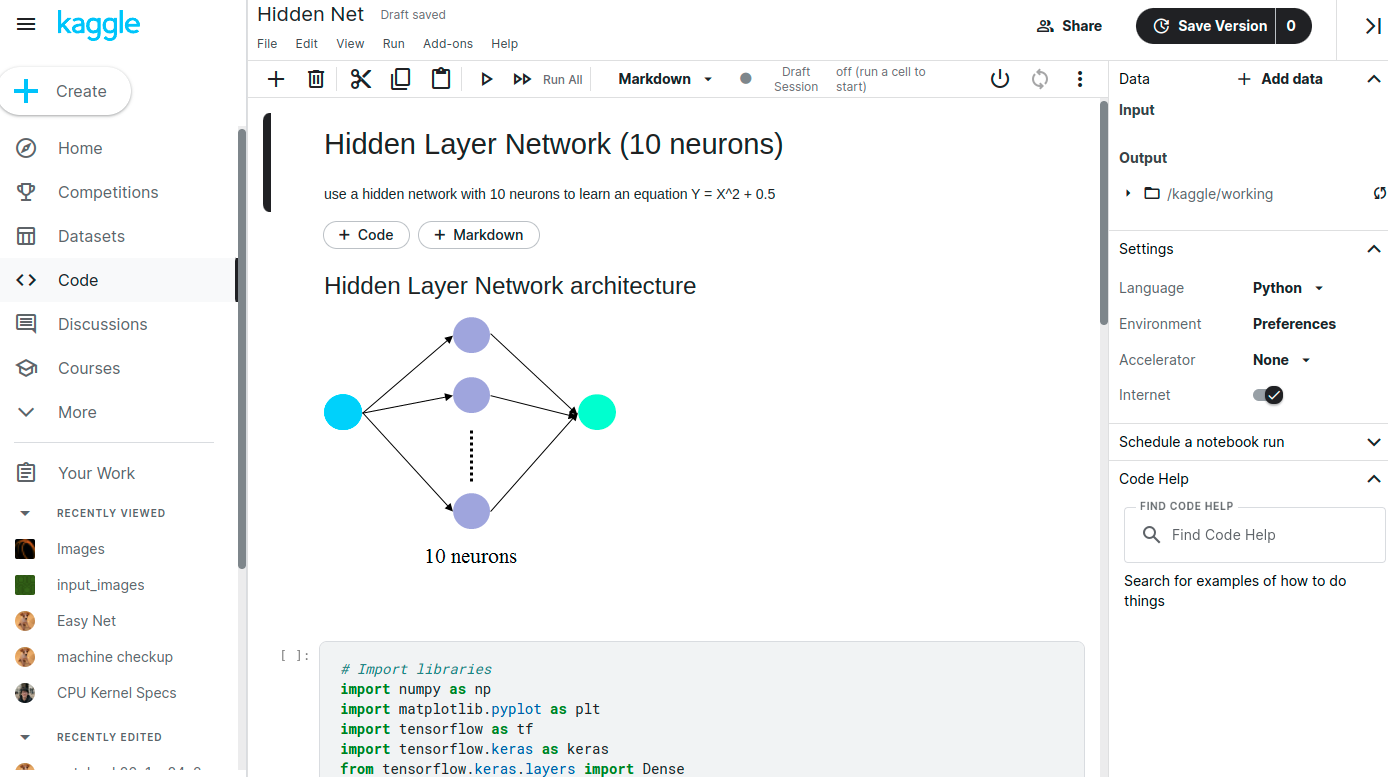 kaggle
Create
Home
Competitions
Datasets
Code
Discussions
Courses
More
Your Work
RECENTLY VIEWED
Images
input_images
Easy Net
machine checkup
CPU Kernel Specs
RECENTLY EDITED
Hidden Net Draft saved
File Edit View Run Add-ons Help
Share
Save Version 0
Run All
Markdown
Draft Session
off (run a cell to start)
Hidden Layer Network (10 neurons)
use a hidden network with 10 neurons to learn an equation Y = X^2 + 0.5
+ Code + Markdown
Hidden Layer Network architecture
10 neurons
[ ]:
# Import libraries
import numpy as np
import matplotlib.pyplot as plt
import tensorflow as tf
import tensorflow.keras as keras
from tensorflow.keras.layers import Dense
Data + Add data
Input
Output
/kaggle/working
Settings
Language Python
Environment Preferences
Accelerator None
Internet
Schedule a notebook run
Code Help
FIND CODE HELP
Find Code Help
Search for examples of how to do
things